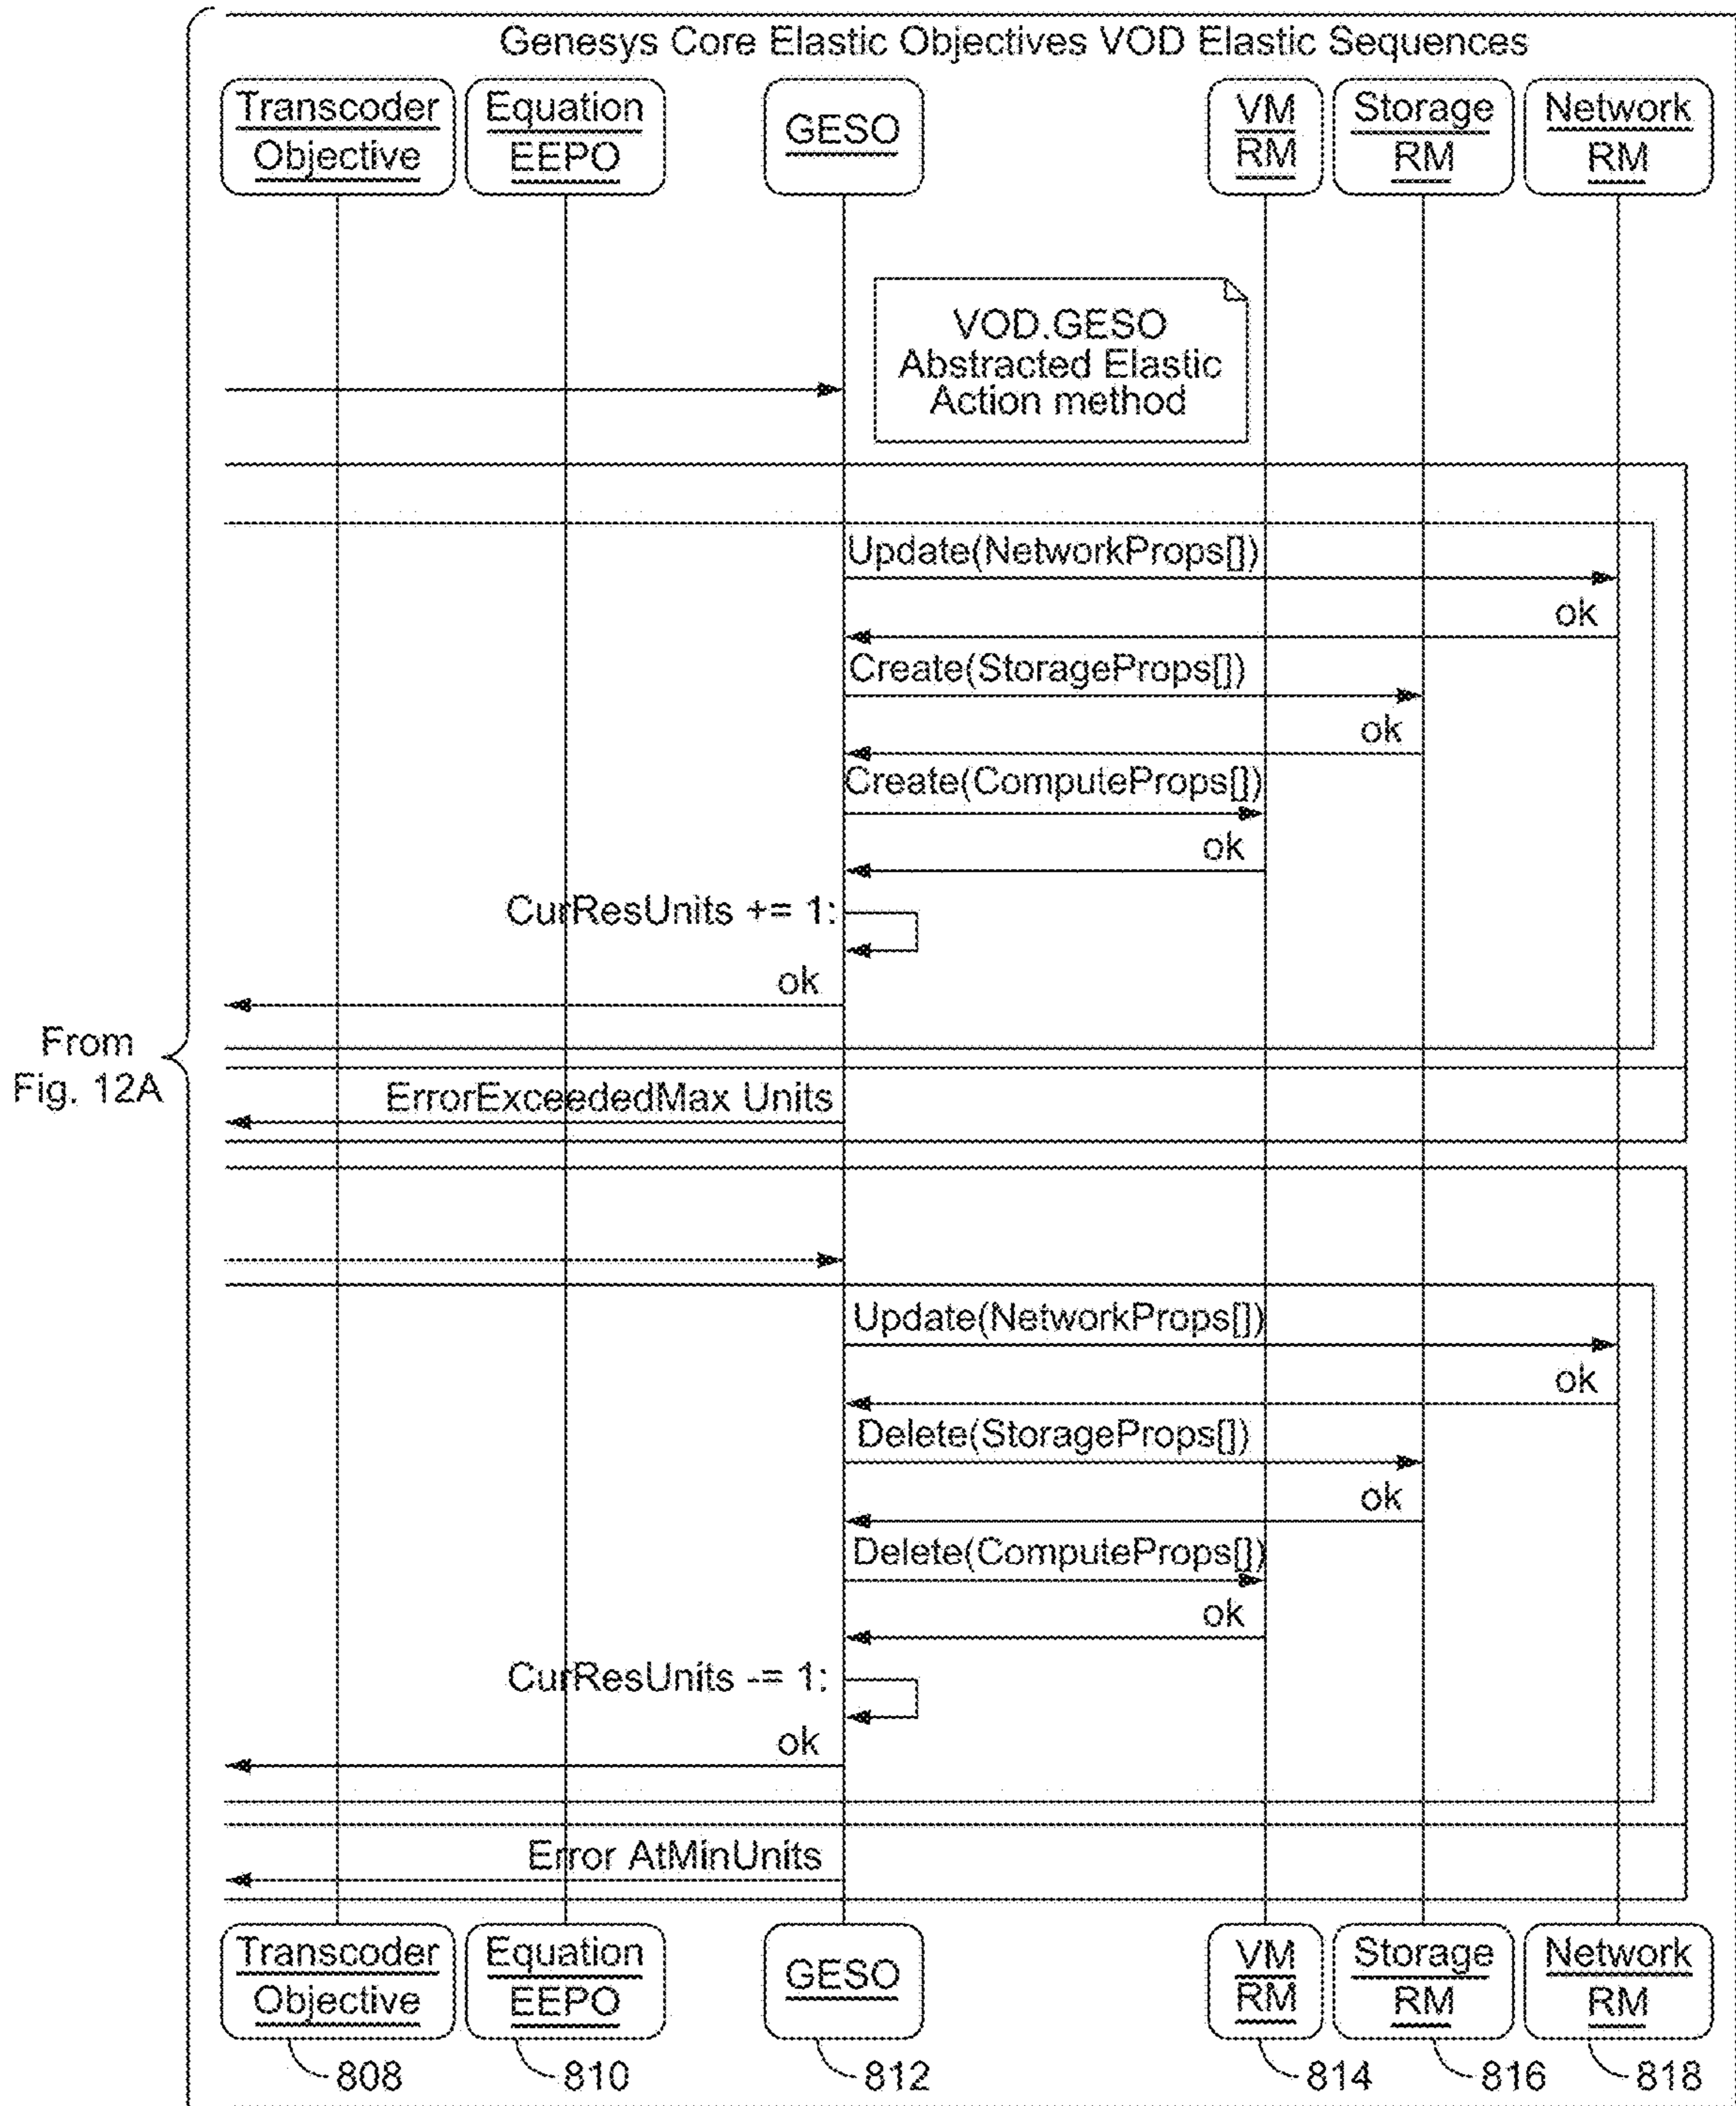 Genesys Core Elastic Objectives VOD Elastic Sequences
Transcoder
Objective
Equation
EEPO
GESO
VM
RM
Storage
RM
Network
RM
VOD.GESO
Abstracted Elastic
Action method
Update(NetworkProps[])
ok
Create(StorageProps[])
ok
Create(ComputeProps[])
ok
CurResUnits += 1:
ok
From
Fig. 12A
ErrorExceededMax Units
Update(NetworkProps[])
ok
Delete(StorageProps[])
ok
Delete(ComputeProps[])
ok
CurResUnits -= 1:
ok
Error AtMinUnits
Transcoder
Objective
Equation
EEPO
GESO
VM
RM
Storage
RM
Network
RM
808
810
812
814
816
818